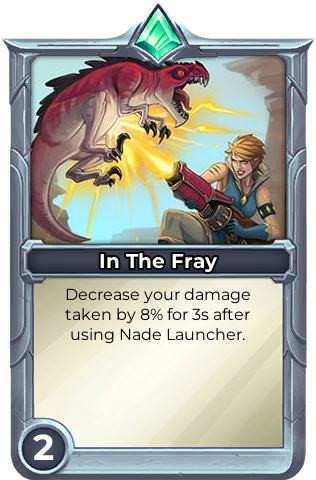 In The Fray
Decrease your damage
taken by 8% for 3s after
using Nade Launcher.
2